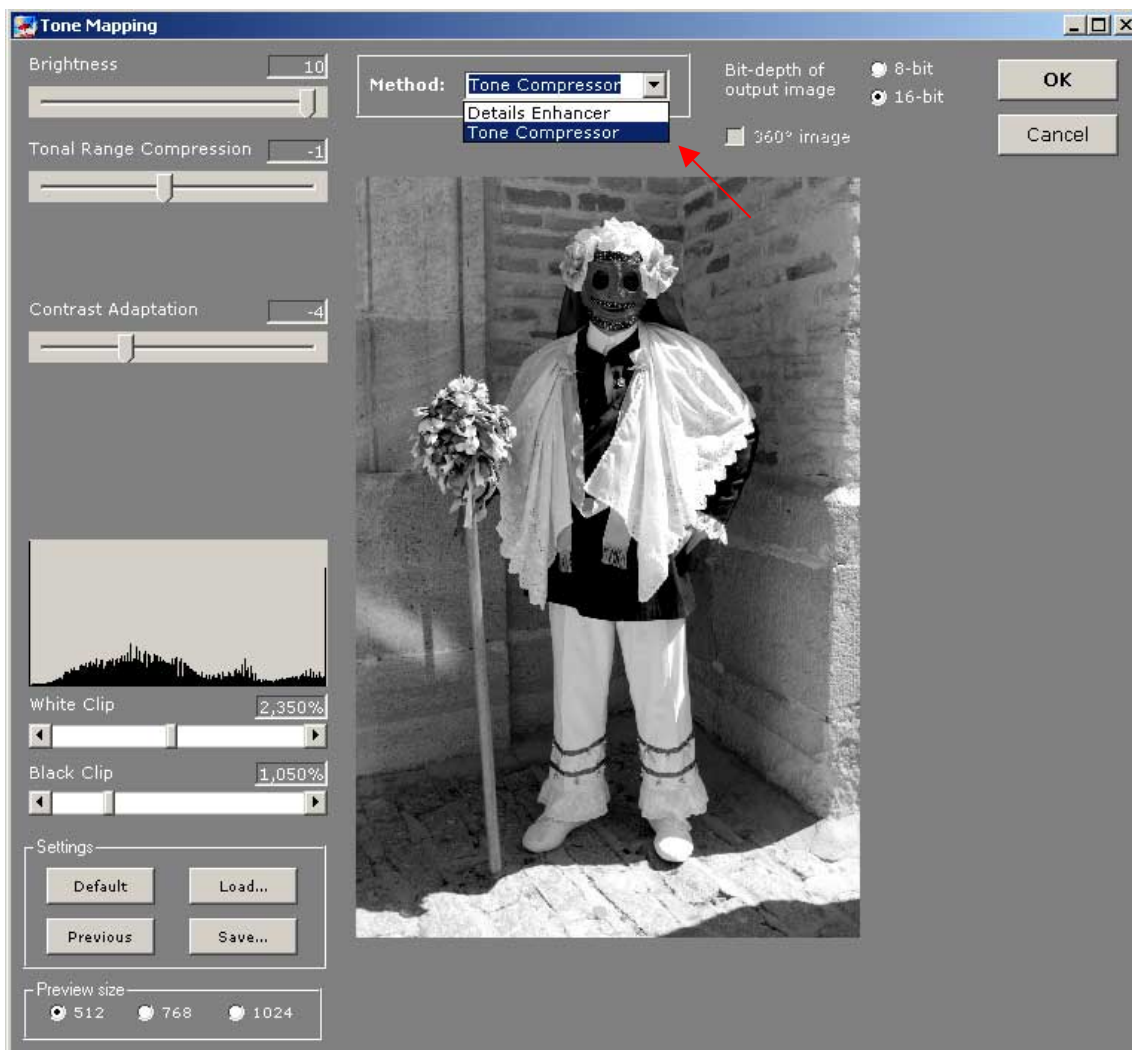 Tone Mapping
Brightness
10
Method:
Tone Compressor
Details Enhancer
Tone Compressor
Bit-depth of
output image
8-bit
16-bit
360° image
OK
Cancel
Tonal Range Compression
-1
Contrast Adaptation
-4
White Clip
2,350%
Black Clip
1,050%
Settings
Default
Load...
Previous
Save...
Preview size
512
768
1024